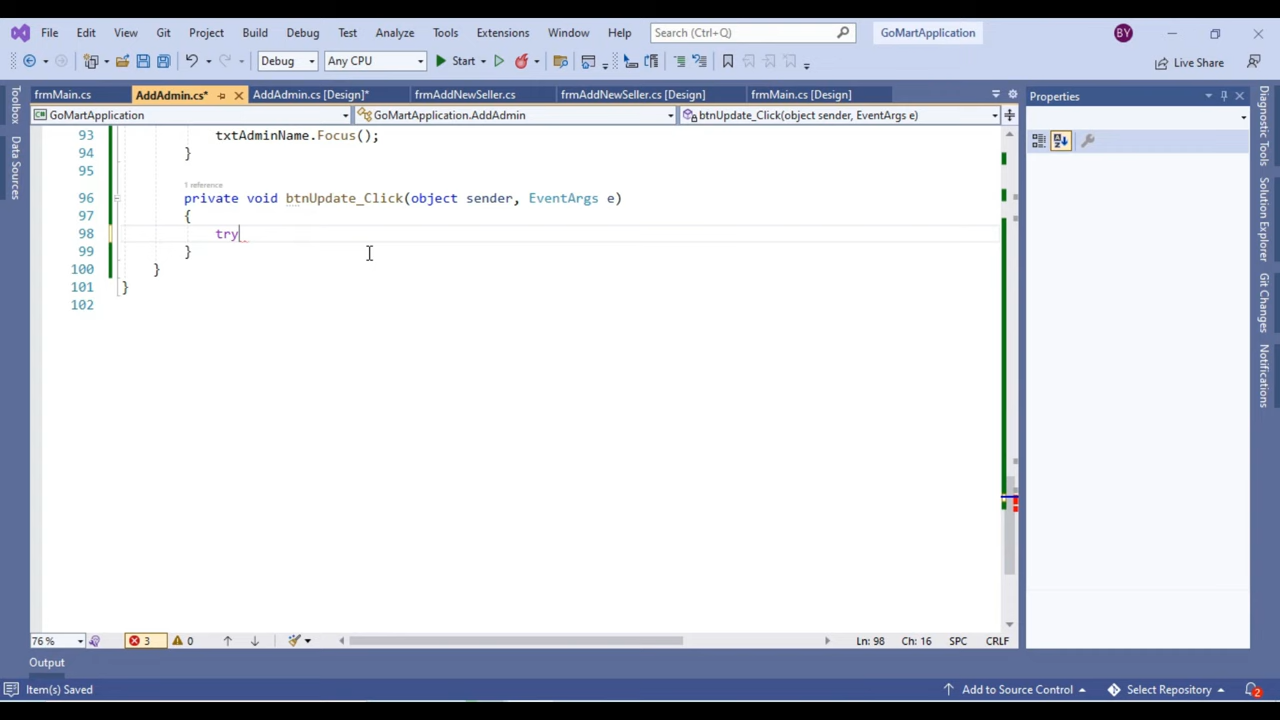 File Edit View Git Project Build Debug Test Analyze Tools Extensions Window Help Search (Ctrl+Q) GoMartApplication BY
Debug Any CPU Start Live Share
frmMain.cs AddAdmin.cs* AddAdmin.cs [Design]* frmAddNewSeller.cs frmAddNewSeller.cs [Design] frmMain.cs [Design] Properties
GoMartApplication GoMartApplication.AddAdmin btnUpdate_Click(object sender, EventArgs e)
93 txtAdminName.Focus();
94 }
95
1 reference
96 private void btnUpdate_Click(object sender, EventArgs e)
97 {
98 try
99 }
100 }
101 }
102
Toolbox
Data Sources
Diagnostic Tools
Solution Explorer
Git Changes
Notifications
76 % 3 0 Ln: 98 Ch: 16 SPC CRLF
Output
Item(s) Saved Add to Source Control Select Repository 2